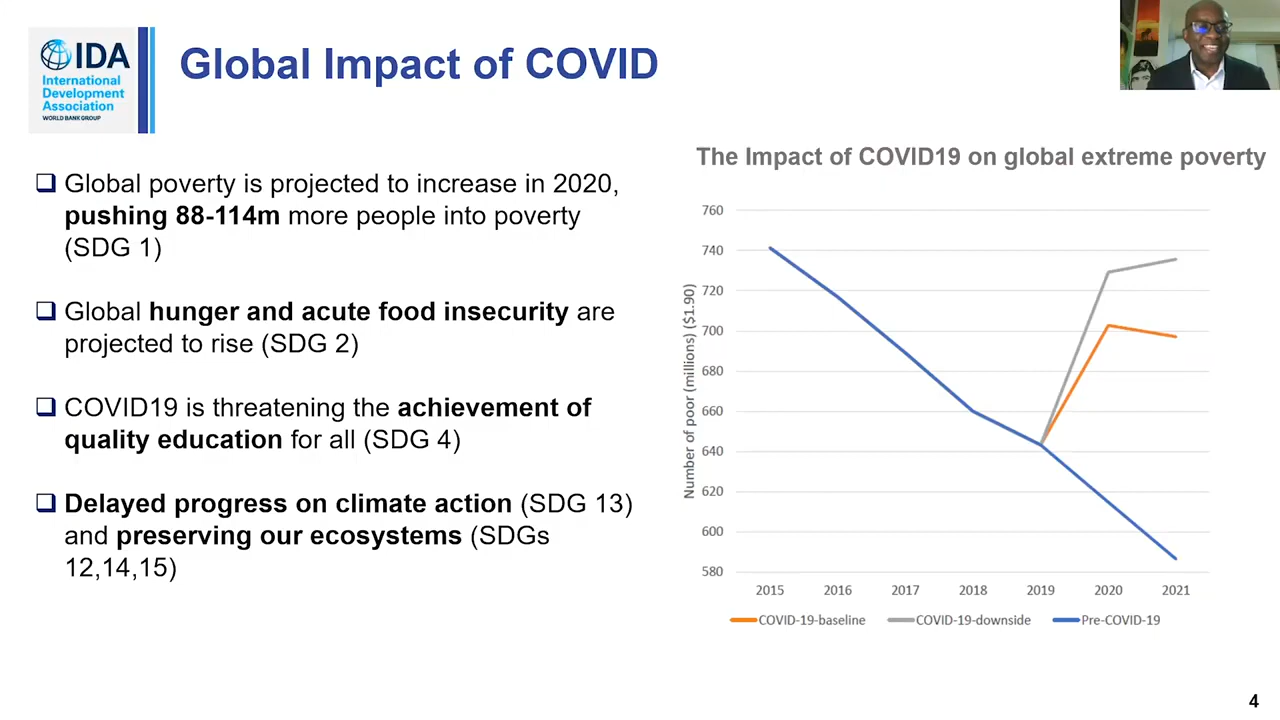 IDA
International
Development
Association
WORLD BANK GROUP
Global Impact of COVID
Global poverty is projected to increase in 2020,
pushing 88-114m more people into poverty
(SDG 1)
Global hunger and acute food insecurity are
projected to rise (SDG 2)
COVID19 is threatening the achievement of
quality education for all (SDG 4)
Delayed progress on climate action (SDG 13)
and preserving our ecosystems (SDGs
12,14,15)
The Impact of COVID19 on global extreme poverty
Number of poor (millions) ($1.90)
760
740
720
700
680
660
640
620
600
580
2015 2016 2017 2018 2019 2020 2021
COVID-19-baseline COVID-19-downside Pre-COVID-19
4